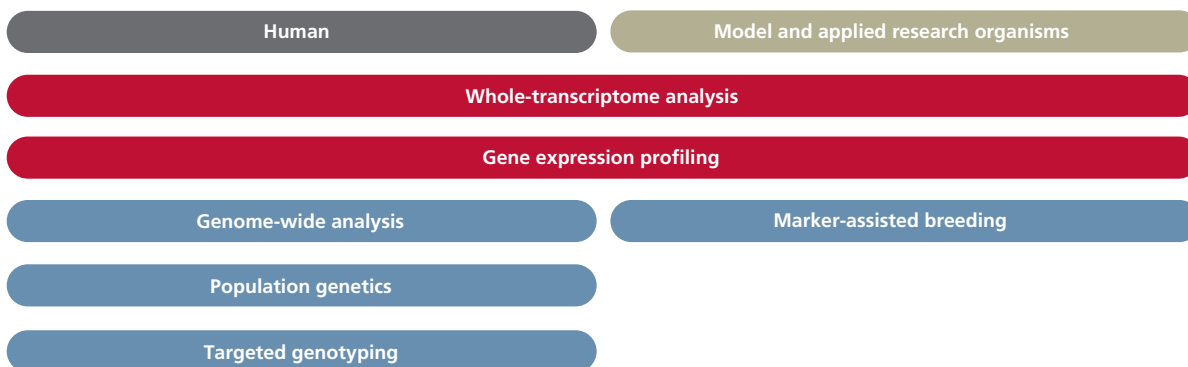 Human
Model and applied research organisms
Whole-transcriptome analysis
Gene expression profiling
Genome-wide analysis
Marker-assisted breeding
Population genetics
Targeted genotyping